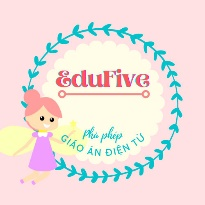 EduFive
Phù phép
GIÁO ÁN ĐIỆN TỬ